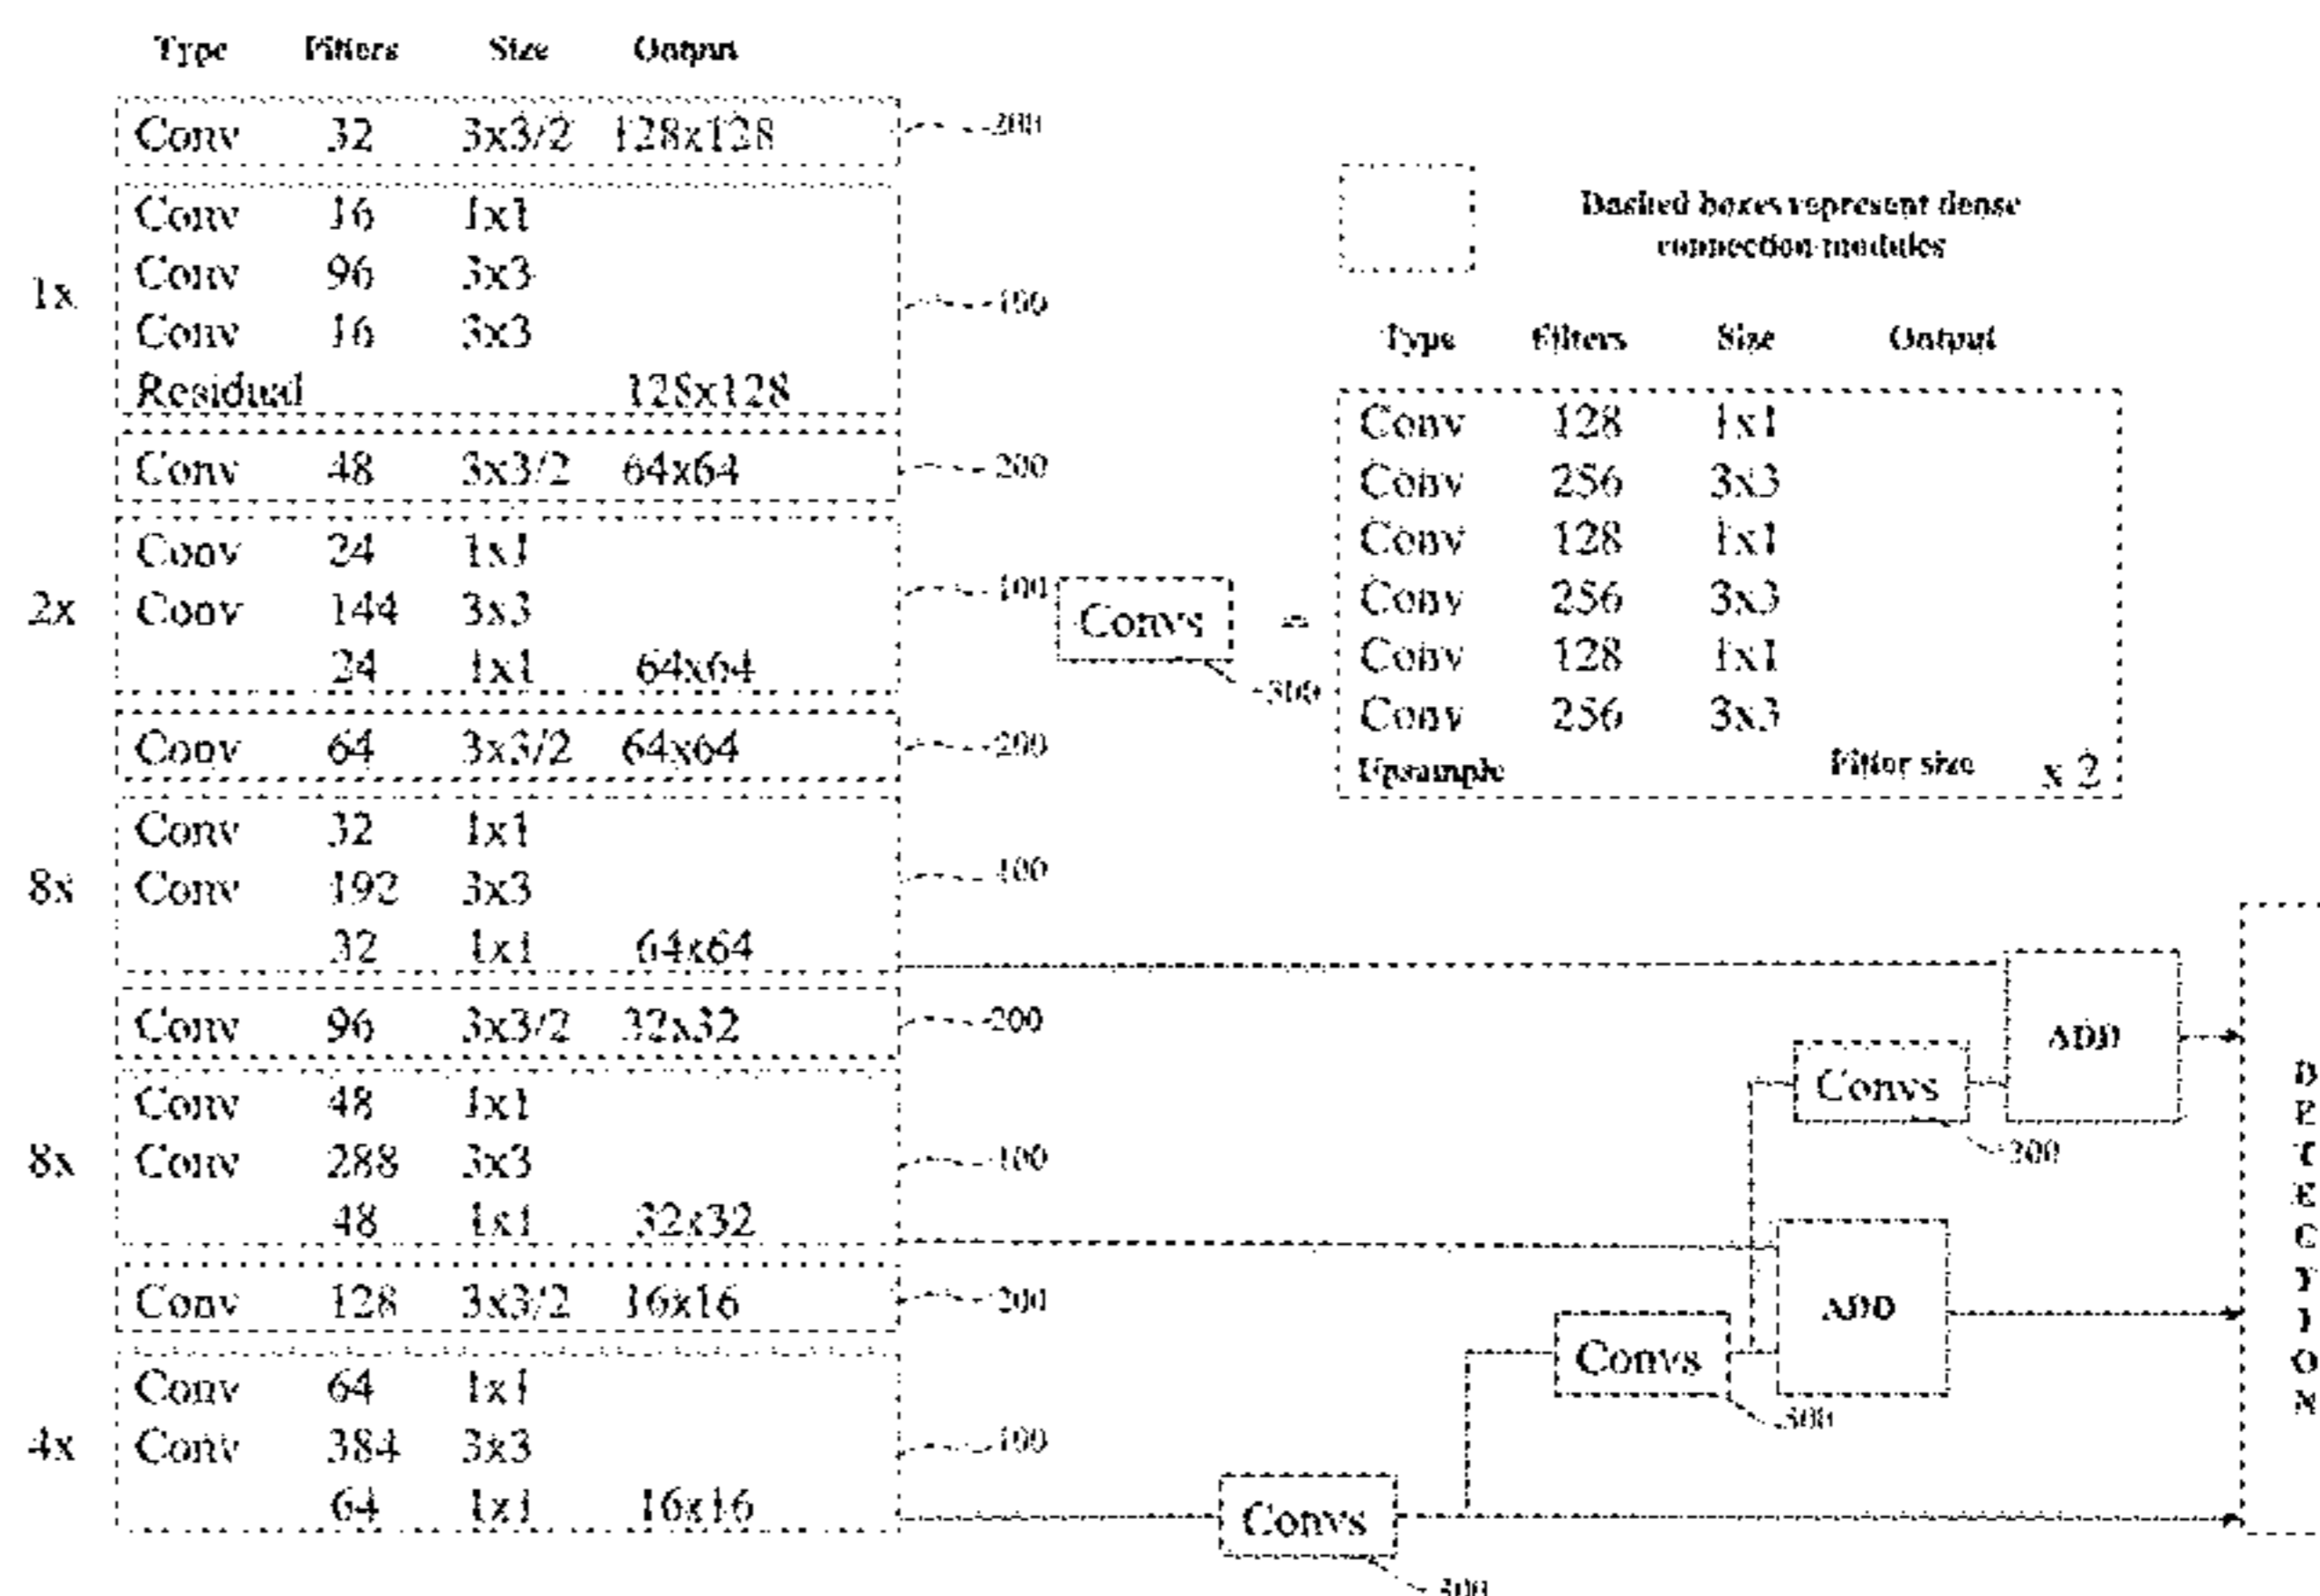 Type Filters Size Output
Conv 32 3x3/2 128x128
200
1x
Conv 16 1x1
Conv 96 3x3
Conv 16 3x3
Residual 128x128
100
Conv 48 3x3/2 64x64
200
2x
Conv 24 1x1
Conv 144 3x3
24 1x1 64x64
100
Conv 64 3x3/2 64x64
200
8x
Conv 32 1x1
Conv 192 3x3
32 1x1 64x64
100
Conv 96 3x3/2 32x32
200
8x
Conv 48 1x1
Conv 288 3x3
48 1x1 32x32
100
Conv 128 3x3/2 16x16
200
4x
Conv 64 1x1
Conv 384 3x3
64 1x1 16x16
100
Dashed boxes represent dense
connection modules
Convs =
300
Type Filters Size Output
Conv 128 1x1
Conv 256 3x3
Conv 128 1x1
Conv 256 3x3
Conv 128 1x1
Conv 256 3x3
Upsample Filter size x 2
ADD
Convs
300
ADD
Convs
300
Convs
300
DETECTION